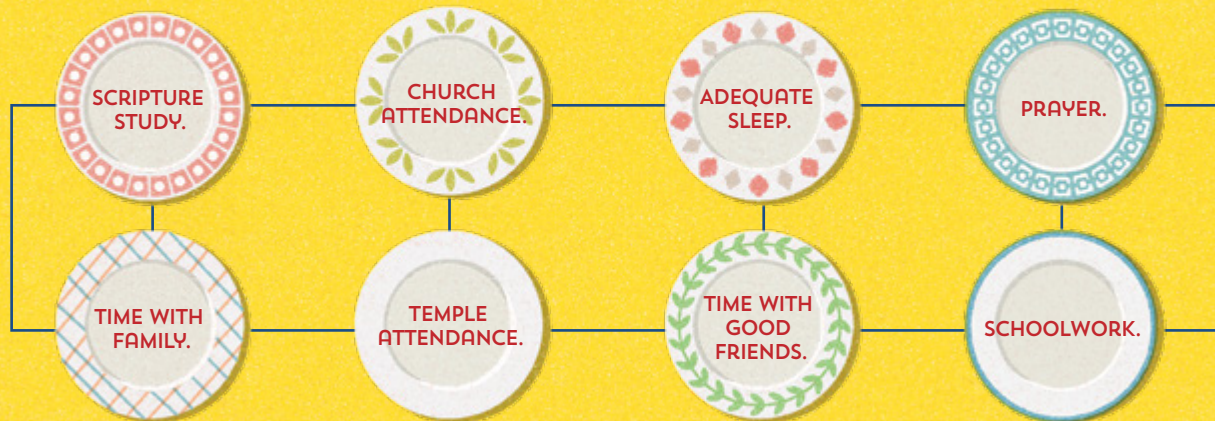 SCRIPTURE
STUDY.
CHURCH
ATTENDANCE.
ADEQUATE
SLEEP.
PRAYER.
TIME WITH
FAMILY.
TEMPLE
ATTENDANCE.
TIME WITH
GOOD
FRIENDS.
SCHOOLWORK.